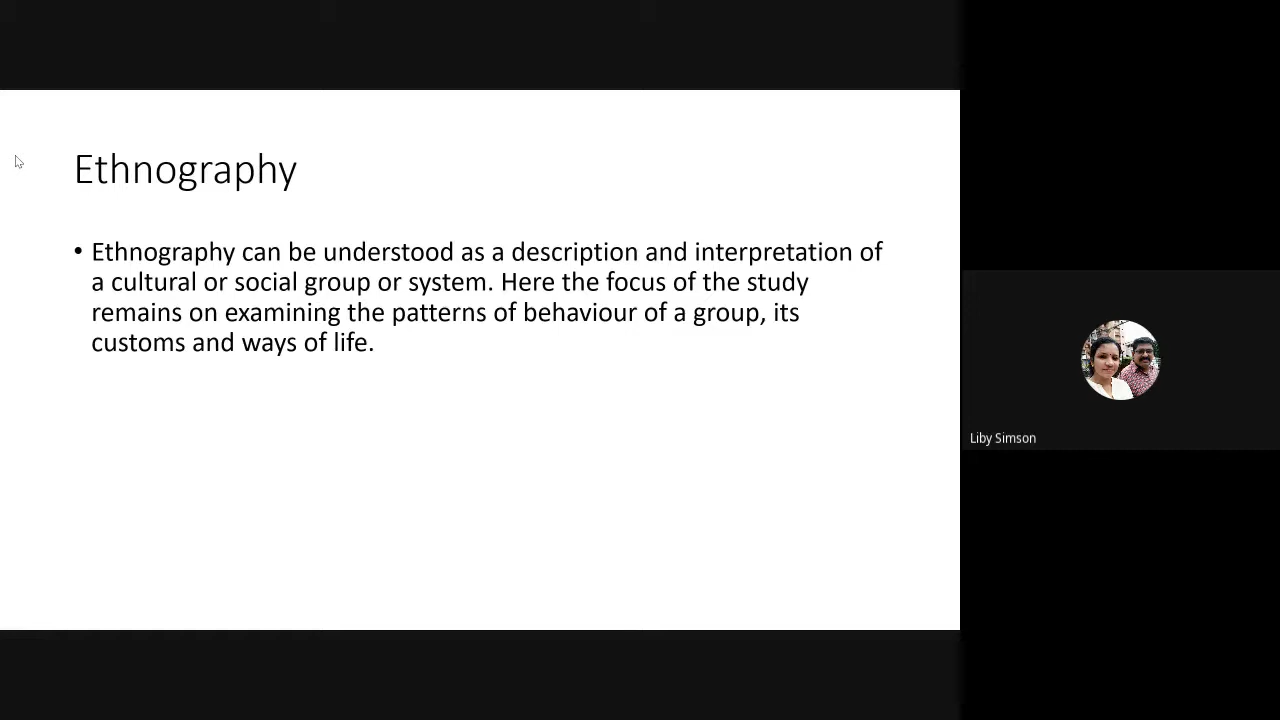 Ethnography
• Ethnography can be understood as a description and interpretation of
a cultural or social group or system. Here the focus of the study
remains on examining the patterns of behaviour of a group, its
customs and ways of life.
Liby Simson